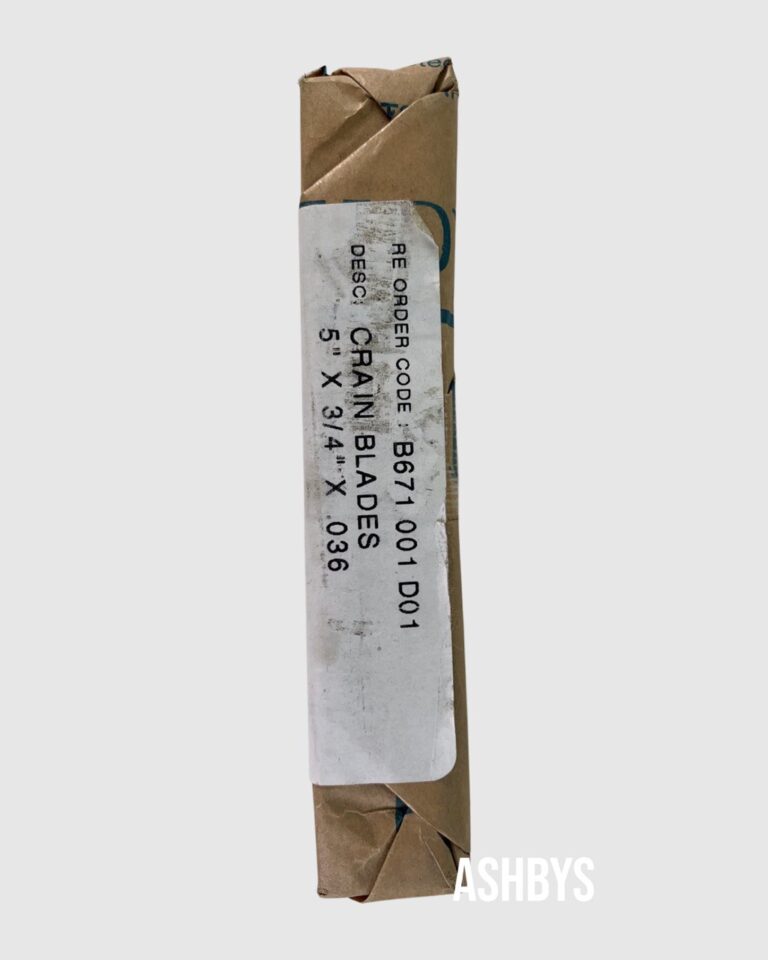 RE ORDER CODE : B671 001 D01
DESC: CRAIN BLADES
5" X 3/4" X .036
ASHBYS